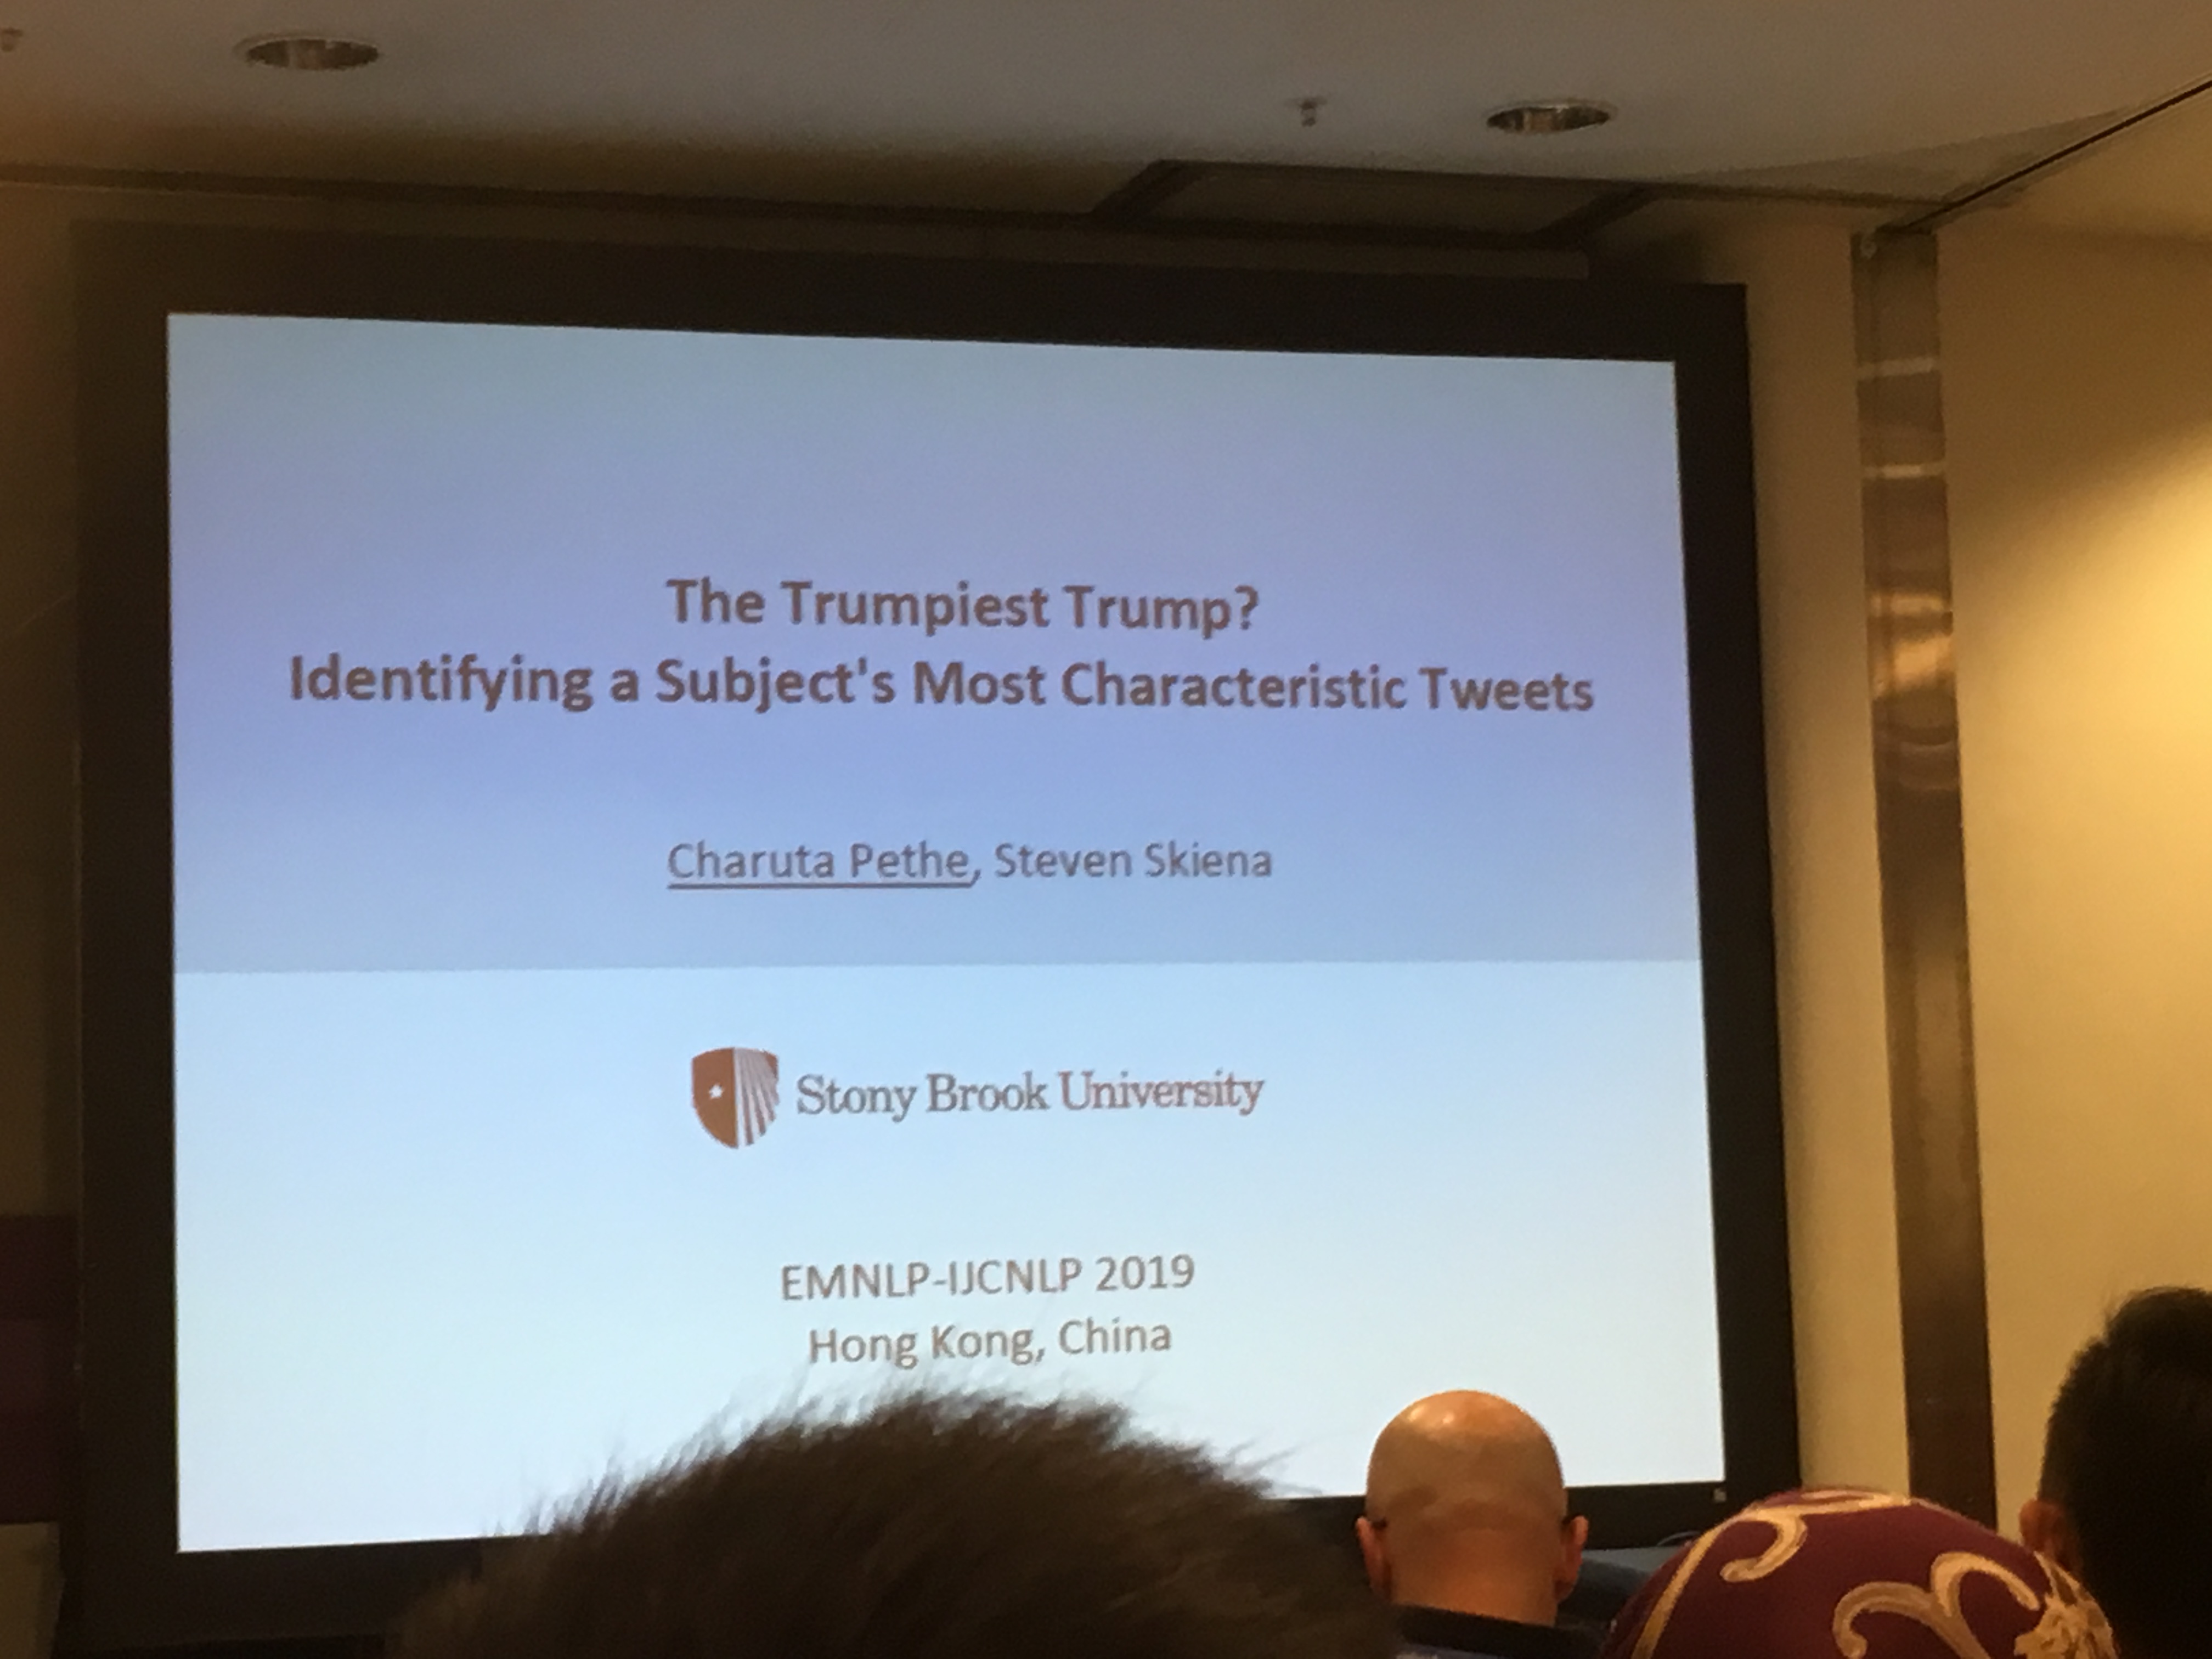 The Trumpiest Trump?
Identifying a Subject's Most Characteristic Tweets
Charuta Pethe, Steven Skiena
Stony Brook University
EMNLP-IJCNLP 2019
Hong Kong, China